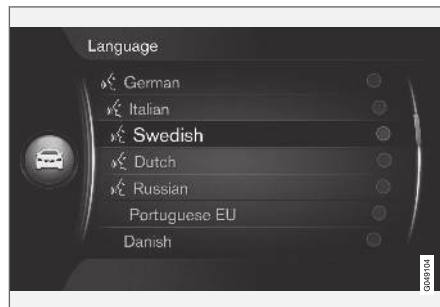 Language
German
Italian
Swedish
Dutch
Russian
Portuguese EU
Danish
G049104